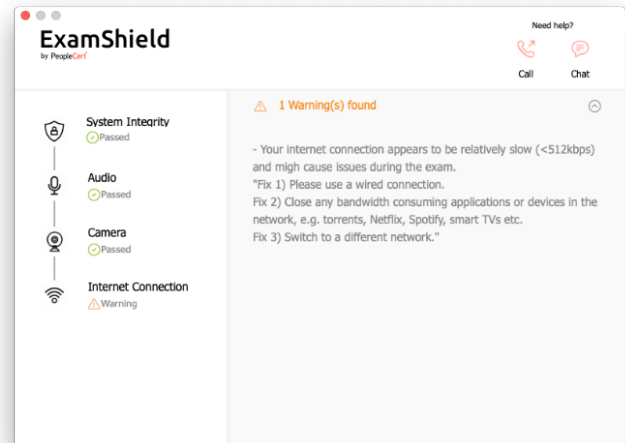 ExamShield
by PeopleCert
Need help?
Call
Chat
System Integrity
Passed
Audio
Passed
Camera
Passed
Internet Connection
Warning
1 Warning(s) found
- Your internet connection appears to be relatively slow (<512kbps)
and migh cause issues during the exam.
"Fix 1) Please use a wired connection.
Fix 2) Close any bandwidth consuming applications or devices in the
network, e.g. torrents, Netflix, Spotify, smart TVs etc.
Fix 3) Switch to a different network."